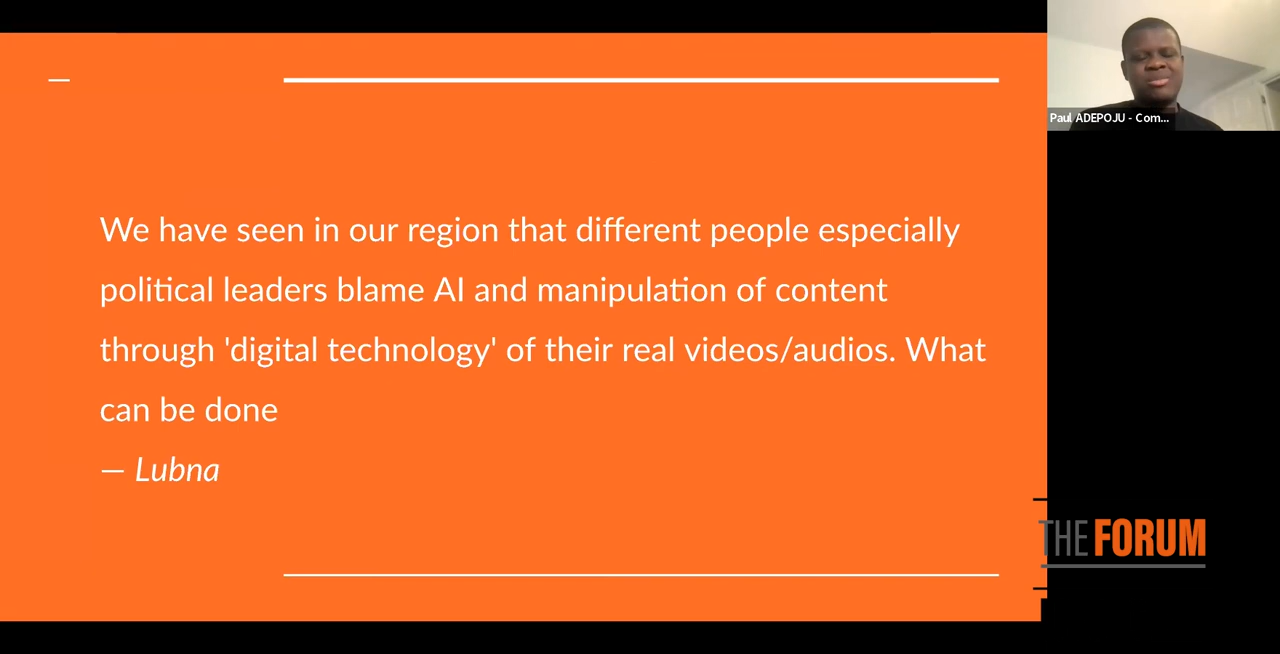 We have seen in our region that different people especially
political leaders blame AI and manipulation of content
through 'digital technology' of their real videos/audios. What
can be done
— Lubna
Paul ADEPOJU - Com...
THE FORUM